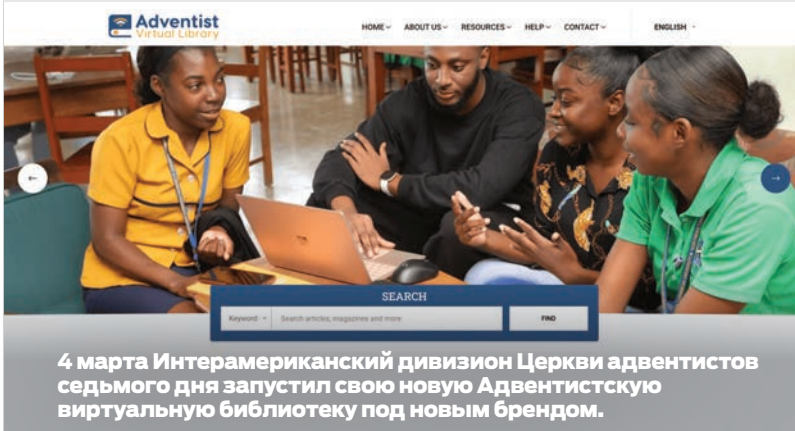 Adventist
Virtual Library
HOME ABOUT US RESOURCES HELP CONTACT ENGLISH
SEARCH
Keyword Search articles, magazines and more FIND
4 марта Интерамериканский дивизион Церкви адвентистов
седьмого дня запустил свою новую Адвентистскую
виртуальную библиотеку под новым брендом.